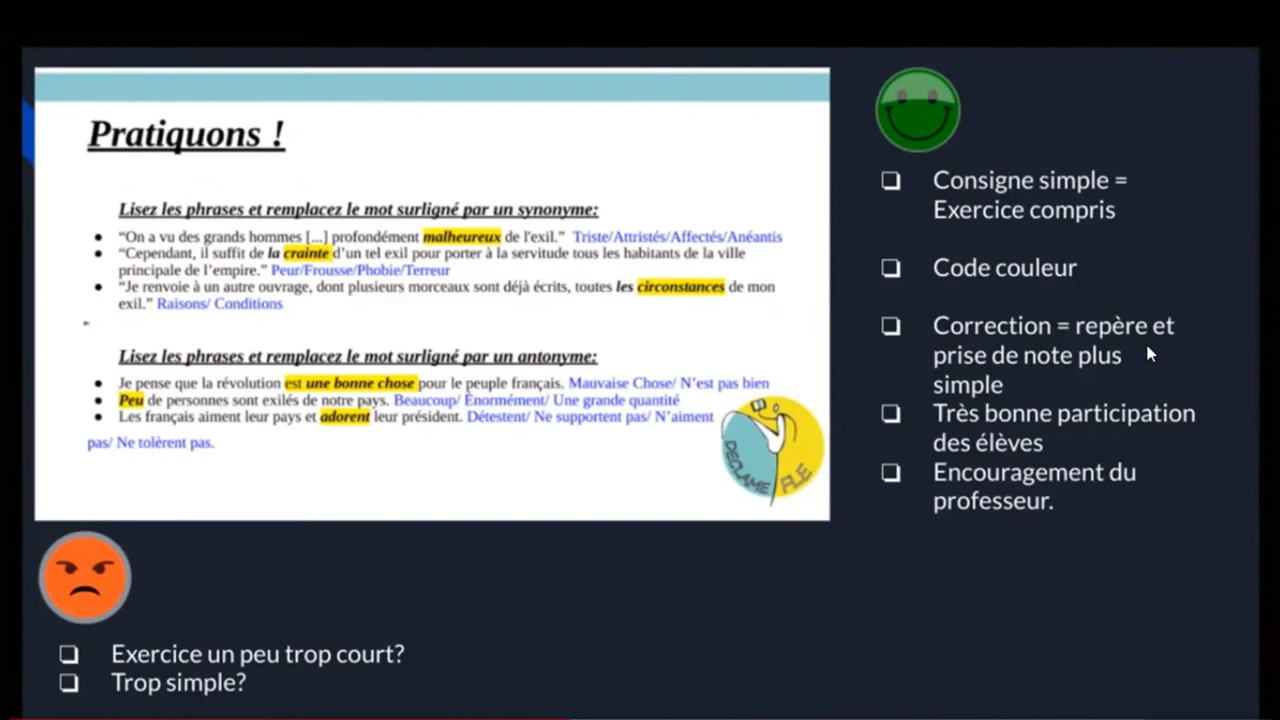 Pratiquons !
Lisez les phrases et remplacez le mot surligné par un synonyme:
● “On a vu des grands hommes [...] profondément malheureux de l'exil.” Triste/Attristés/Affectés/Anéantis
● “Cependant, il suffit de la crainte d’un tel exil pour porter à la servitude tous les habitants de la ville
principale de l’empire.” Peur/Frousse/Phobie/Terreur
● “Je renvoie à un autre ouvrage, dont plusieurs morceaux sont déjà écrits, toutes les circonstances de mon
exil.” Raisons/ Conditions
Lisez les phrases et remplacez le mot surligné par un antonyme:
● Je pense que la révolution est une bonne chose pour le peuple français. Mauvaise Chose/ N’est pas bien
● Peu de personnes sont exilés de notre pays. Beaucoup/ Énormément/ Une grande quantité
● Les français aiment leur pays et adorent leur président. Détestent/ Ne supportent pas/ N’aiment
pas/ Ne tolèrent pas.
DECLAME FLE
❑ Consigne simple =
Exercice compris
❑ Code couleur
❑ Correction = repère et
prise de note plus
simple
❑ Très bonne participation
des élèves
❑ Encouragement du
professeur.
❑ Exercice un peu trop court?
❑ Trop simple?